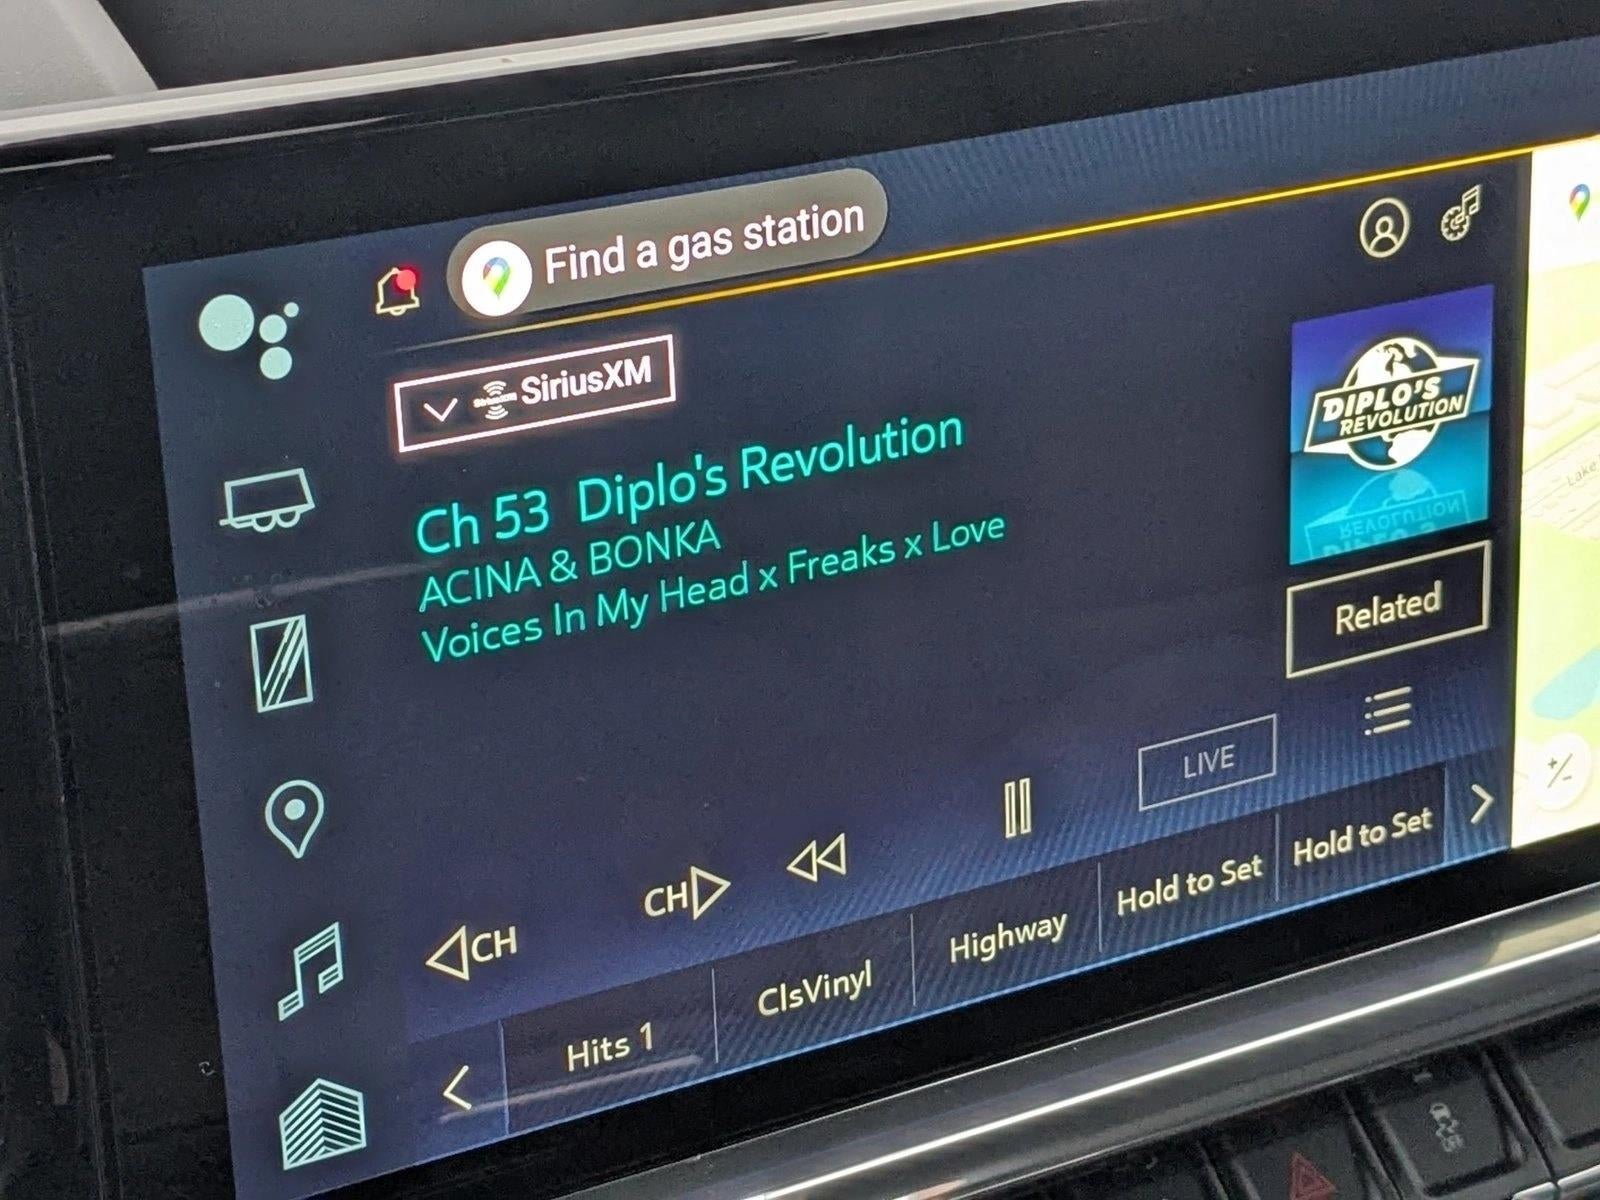 Find a gas station
SiriusXM
DIPLO'S
REVOLUTION
Ch 53 Diplo's Revolution
ACINA & BONKA
Voices In My Head x Freaks x Love
Related
LIVE
CH
CH
Hits 1
ClsVinyl
Highway
Hold to Set
Hold to Set
Lake